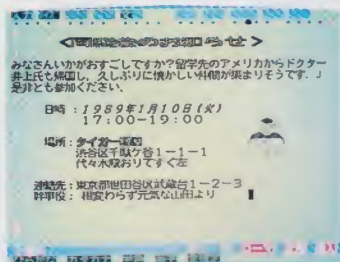 <同窓会のお知らせ>
みなさんいかがおすごしですか?留学先のアメリカからドクター
井上氏も帰国し、久しぶりに懐かしい仲間が集まりそうです。
是非とも参加ください。
日時:1989年1月10日(火)
17:00-19:00
場所:タイガー
渋谷区千駄ケ谷1-1-1
代々木駅おりてすぐ左
連絡先:東京都世田谷区武蔵台1-2-3
幹事役:相変わらず元気な山田より